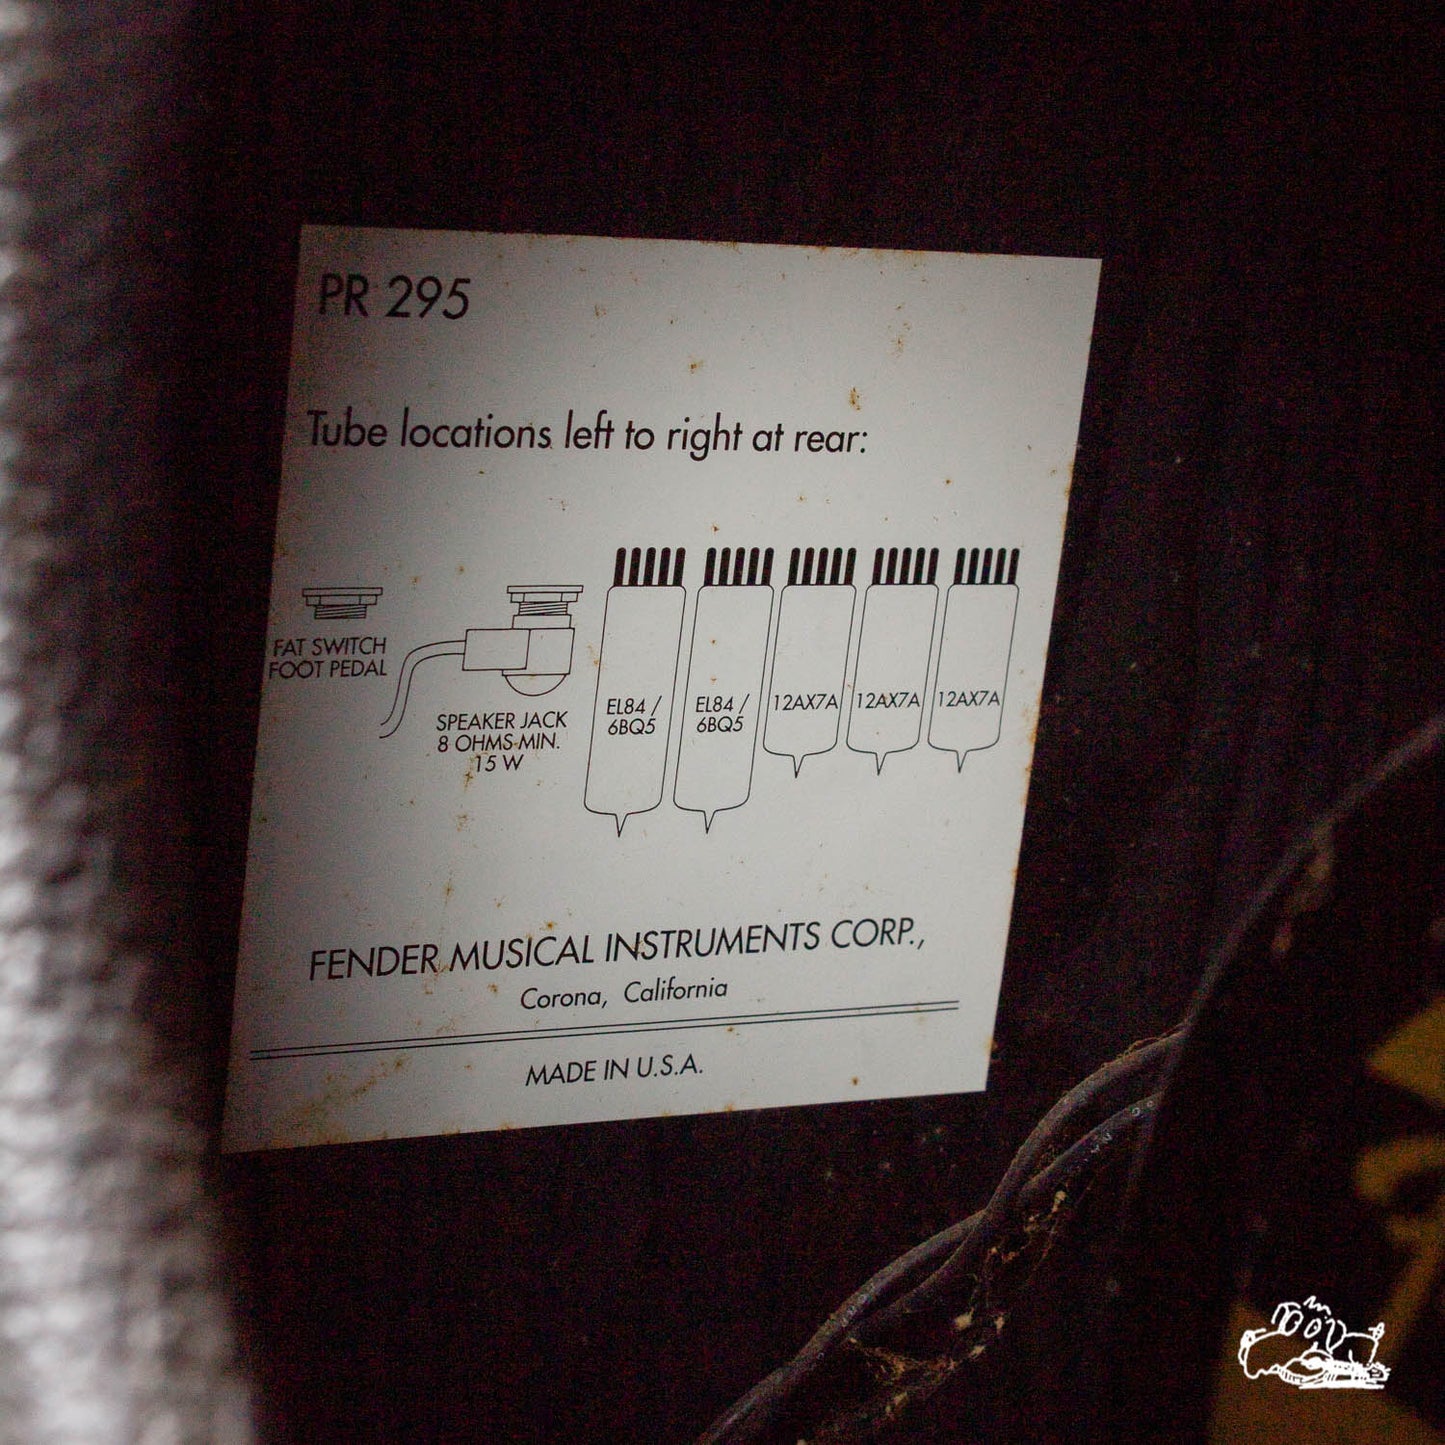 PR 295
Tube locations left to right at rear:
FAT SWITCH
FOOT PEDAL
SPEAKER JACK
8 OHMS MIN.
15 W
EL84 /
6BQ5
EL84 /
6BQ5
12AX7A
12AX7A
12AX7A
FENDER MUSICAL INSTRUMENTS CORP.,
Corona, California
MADE IN U.S.A.